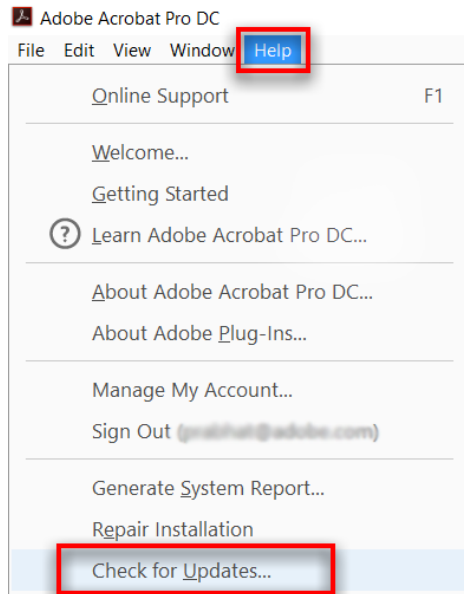 Adobe Acrobat Pro DC
File Edit View Window Help
Online Support F1
Welcome...
Getting Started
? Learn Adobe Acrobat Pro DC...
About Adobe Acrobat Pro DC...
About Adobe Plug-Ins...
Manage My Account...
Sign Out
Generate System Report...
Repair Installation
Check for Updates...